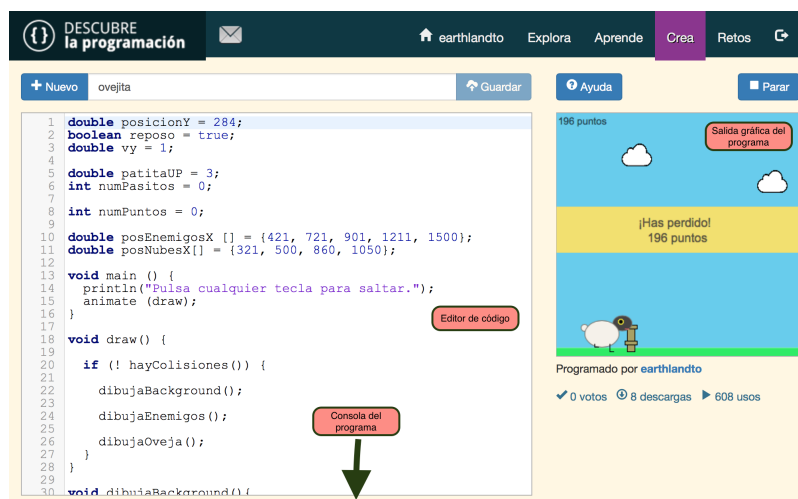 {} DESCUBRE
la programación
earthlandto Explora Aprende Crea Retos
+ Nuevo ovejita Guardar
Ayuda Parar
1 double posicionY = 284;
2 boolean reposo = true;
3 double vy = 1;
4
5 double patitaUP = 3;
6 int numPasitos = 0;
7
8 int numPuntos = 0;
9
10 double posEnemigosX [] = {421, 721, 901, 1211, 1500};
11 double posNubesX[] = {321, 500, 860, 1050};
12
13 void main () {
14 println("Pulsa cualquier tecla para saltar.");
15 animate (draw);
16 }
17
18 void draw() {
19
20 if (! hayColisiones()) {
21
22 dibujaBackground();
23
24 dibujaEnemigos();
25
26 dibujaOveja();
27 }
28 }
29
30 void dibujaBackground(){
Editor de código
Consola del
programa
196 puntos
Salida gráfica del
programa
¡Has perdido!
196 puntos
Programado por earthlandto
0 votos 8 descargas 608 usos